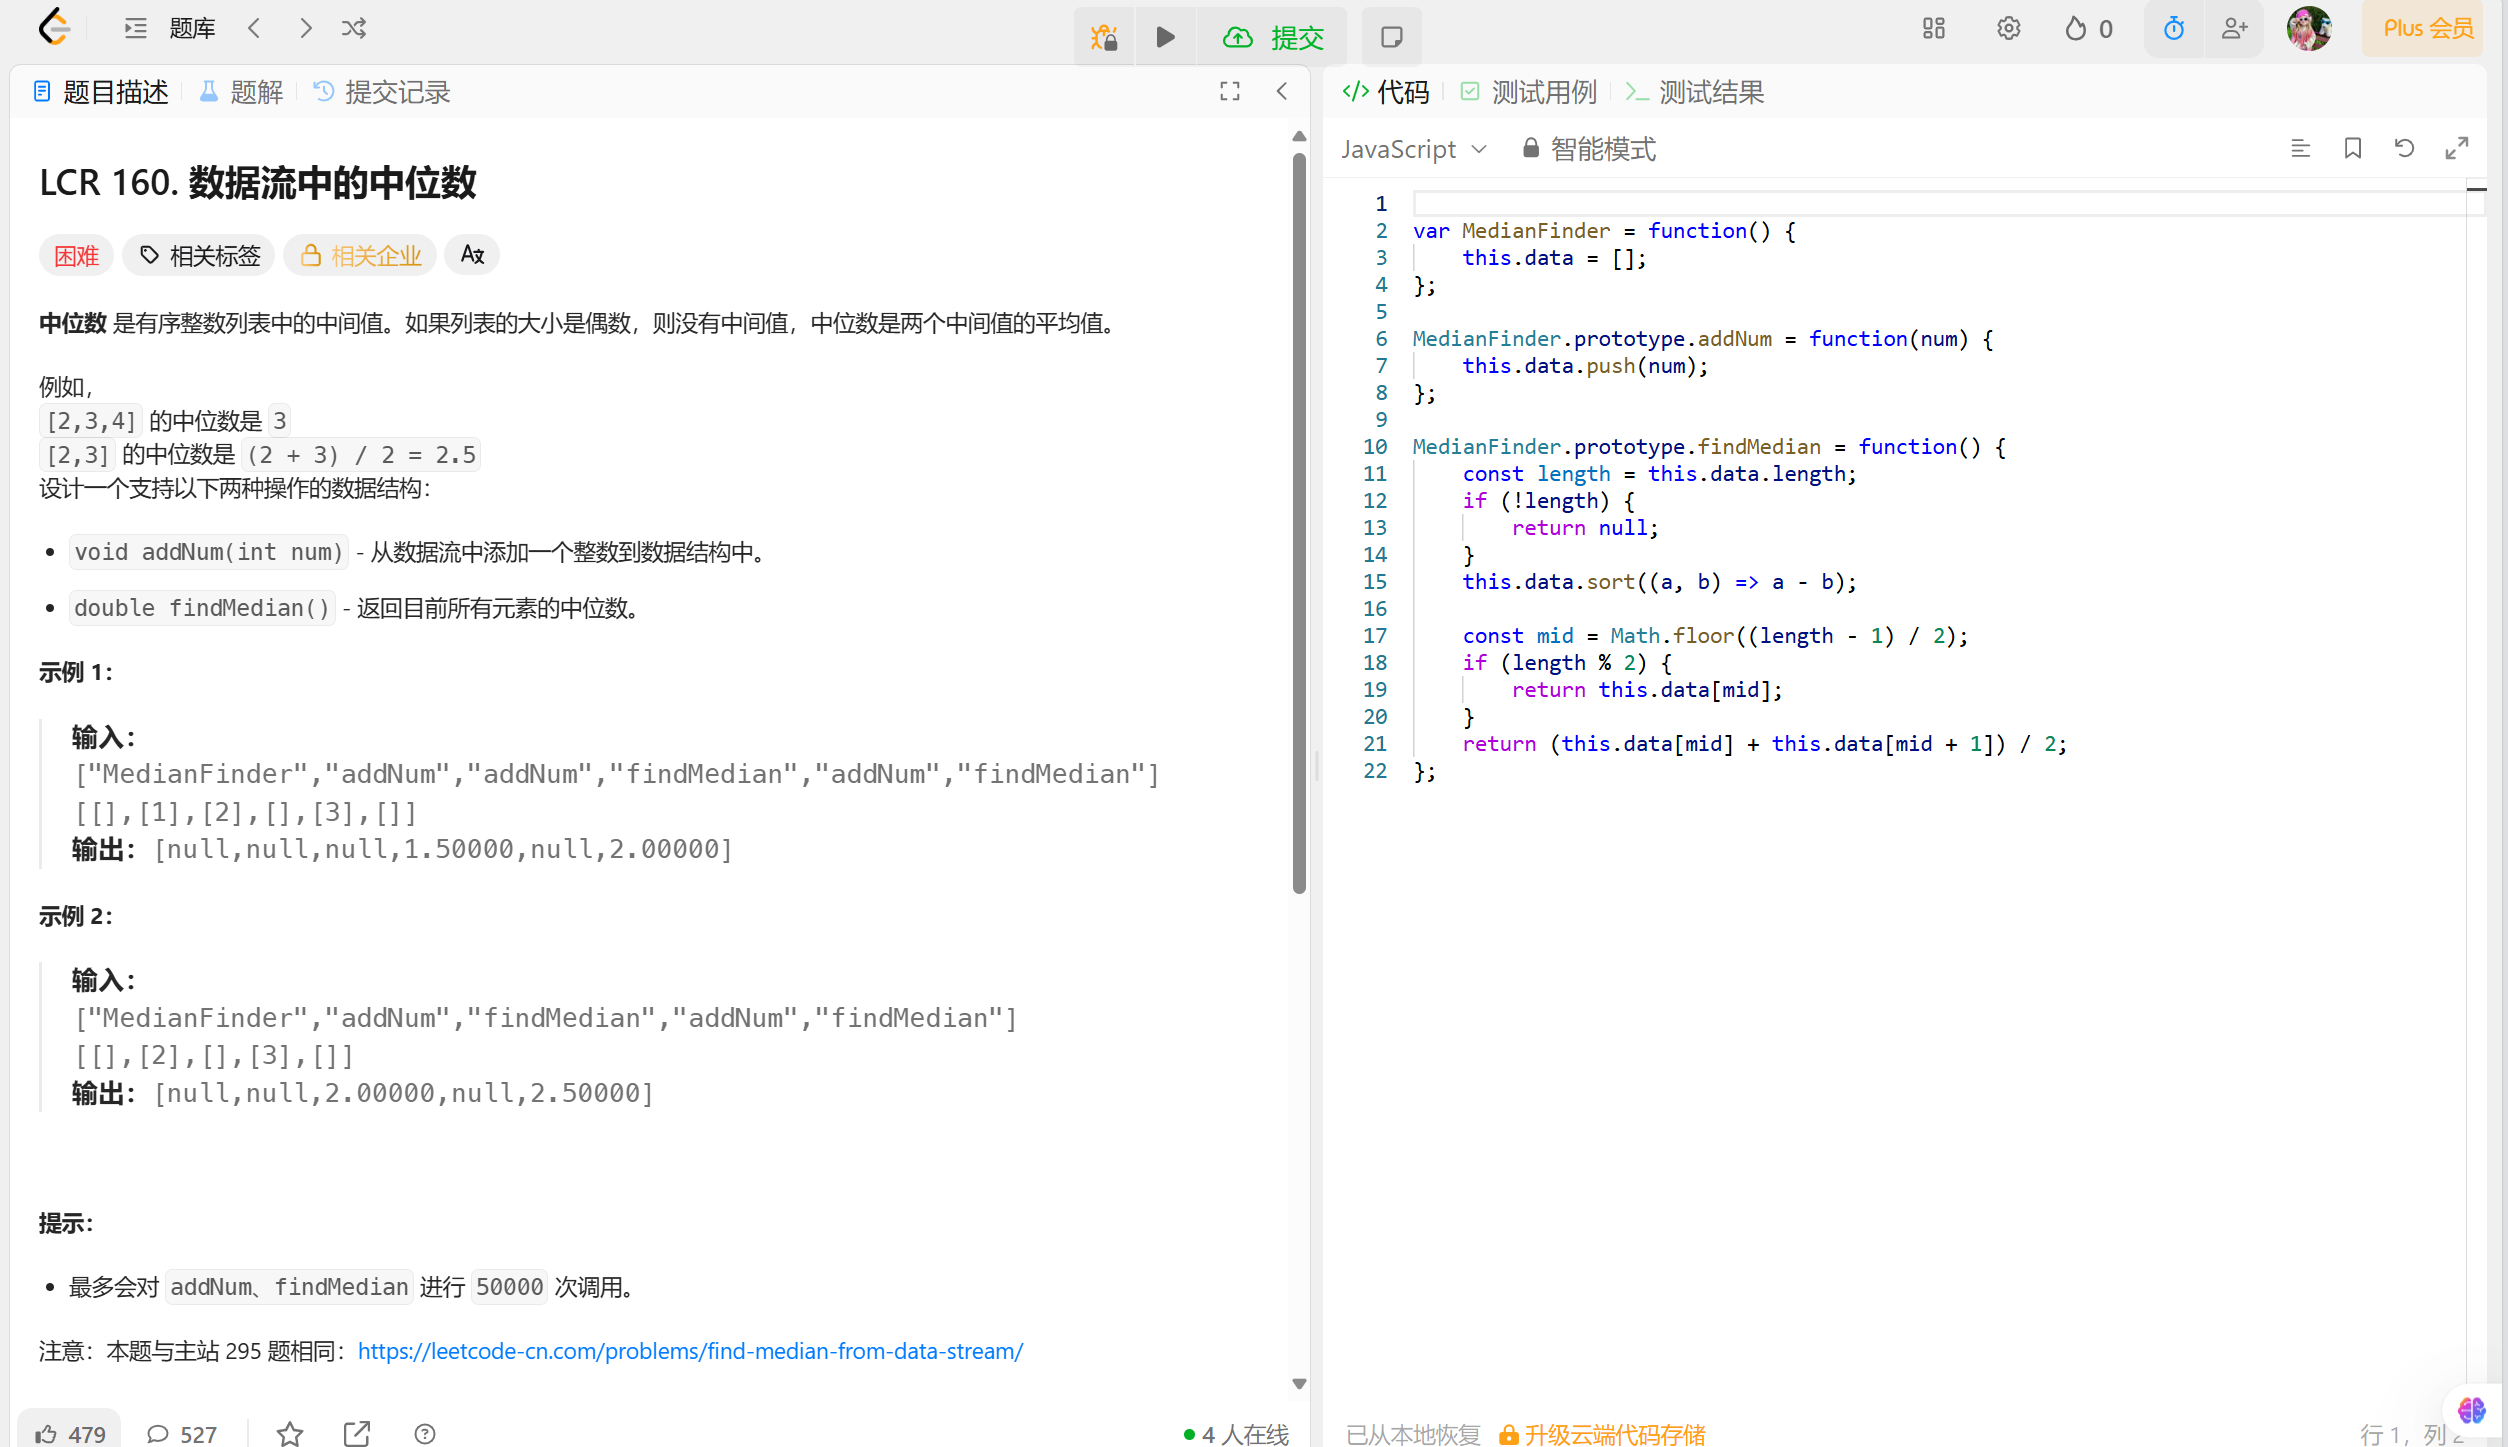 题库
提交
0
Plus 会员
题目描述
题解
提交记录
LCR 160. 数据流中的中位数
困难
相关标签
相关企业
中位数 是有序整数列表中的中间值。如果列表的大小是偶数，则没有中间值，中位数是两个中间值的平均值。
例如，
[2,3,4] 的中位数是 3
[2,3] 的中位数是 (2 + 3) / 2 = 2.5
设计一个支持以下两种操作的数据结构：
void addNum(int num) - 从数据流中添加一个整数到数据结构中。
double findMedian() - 返回目前所有元素的中位数。
示例 1：
输入：
["MedianFinder","addNum","addNum","findMedian","addNum","findMedian"]
[[],[1],[2],[],[3],[]]
输出：[null,null,null,1.50000,null,2.00000]
示例 2：
输入：
["MedianFinder","addNum","findMedian","addNum","findMedian"]
[[],[2],[],[3],[]]
输出：[null,null,2.00000,null,2.50000]
提示：
最多会对 addNum、findMedian 进行 50000 次调用。
注意：本题与主站 295 题相同：https://leetcode-cn.com/problems/find-median-from-data-stream/
479
527
4 人在线
代码
测试用例
测试结果
JavaScript
智能模式
1
2 var MedianFinder = function() {
3     this.data = [];
4 };
5
6 MedianFinder.prototype.addNum = function(num) {
7     this.data.push(num);
8 };
9
10 MedianFinder.prototype.findMedian = function() {
11     const length = this.data.length;
12     if (!length) {
13         return null;
14     }
15     this.data.sort((a, b) => a - b);
16
17     const mid = Math.floor((length - 1) / 2);
18     if (length % 2) {
19         return this.data[mid];
20     }
21     return (this.data[mid] + this.data[mid + 1]) / 2;
22 };
已从本地恢复
升级云端代码存储
行 1，列 2